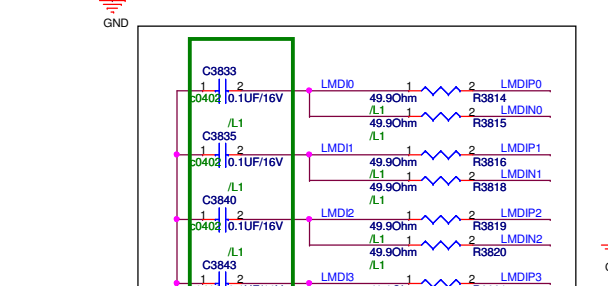 GND
C3833
1 2 LMDI0 1 2 LMDIP0
c0402 0.1UF/16V 49.9Ohm R3814
/L1 1 2 LMDIN0
/L1 49.9Ohm R3815
C3835 /L1
1 2 LMDI1 1 2 LMDIP1
c0402 0.1UF/16V 49.9Ohm R3816
/L1 1 2 LMDIN1
/L1 49.9Ohm R3818
C3840 /L1
1 2 LMDI2 1 2 LMDIP2
c0402 0.1UF/16V 49.9Ohm R3819
/L1 1 2 LMDIN2
/L1 49.9Ohm R3820
C3843 /L1
1 2 LMDI3 1 2 LMDIP3